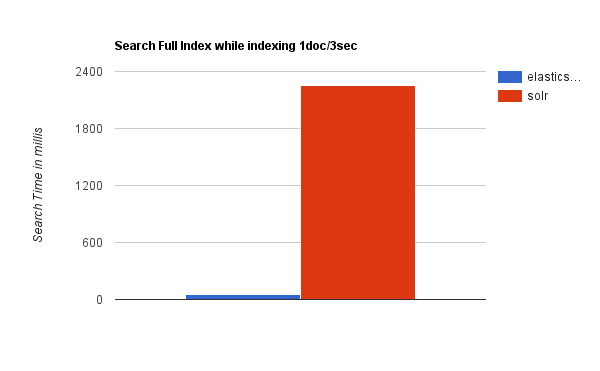 Search Full Index while indexing 1doc/3sec
2400
1800
1200
600
0
Search Time in millis
elastics...
solr